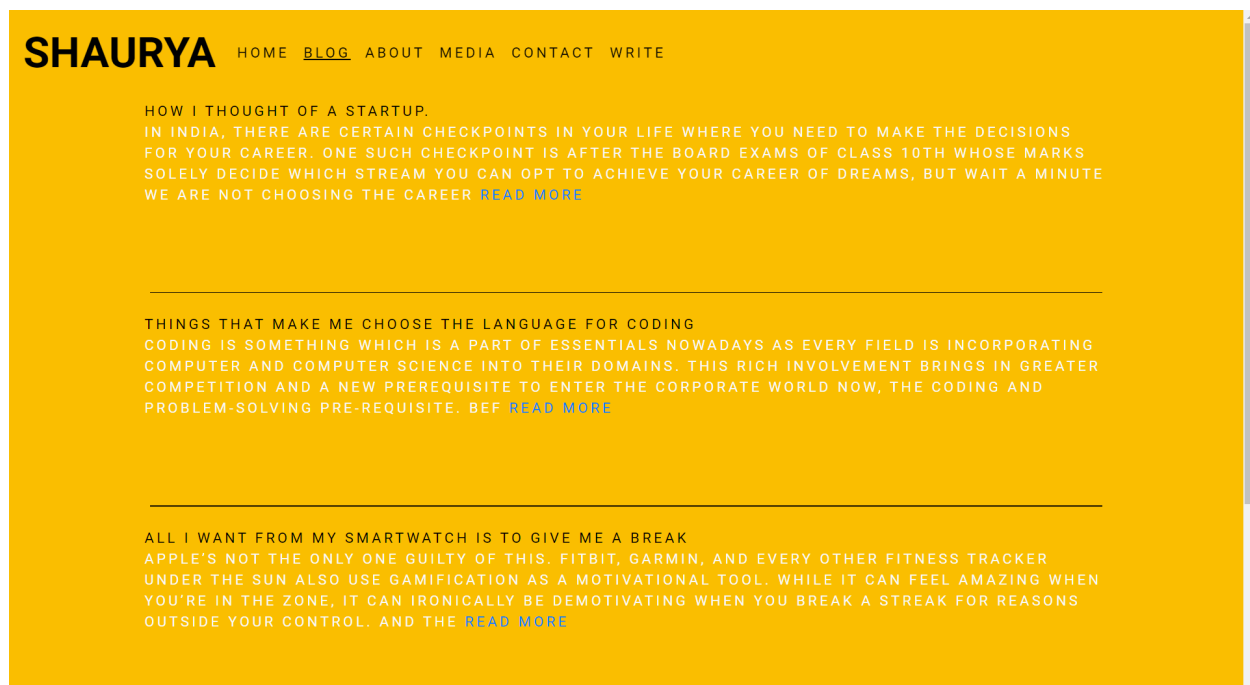 SHAURYA HOME BLOG ABOUT MEDIA CONTACT WRITE
HOW I THOUGHT OF A STARTUP.
IN INDIA, THERE ARE CERTAIN CHECKPOINTS IN YOUR LIFE WHERE YOU NEED TO MAKE THE DECISIONS
FOR YOUR CAREER. ONE SUCH CHECKPOINT IS AFTER THE BOARD EXAMS OF CLASS 10TH WHOSE MARKS
SOLELY DECIDE WHICH STREAM YOU CAN OPT TO ACHIEVE YOUR CAREER OF DREAMS, BUT WAIT A MINUTE
WE ARE NOT CHOOSING THE CAREER READ MORE
THINGS THAT MAKE ME CHOOSE THE LANGUAGE FOR CODING
CODING IS SOMETHING WHICH IS A PART OF ESSENTIALS NOWADAYS AS EVERY FIELD IS INCORPORATING
COMPUTER AND COMPUTER SCIENCE INTO THEIR DOMAINS. THIS RICH INVOLVEMENT BRINGS IN GREATER
COMPETITION AND A NEW PREREQUISITE TO ENTER THE CORPORATE WORLD NOW, THE CODING AND
PROBLEM-SOLVING PRE-REQUISITE. BEF READ MORE
ALL I WANT FROM MY SMARTWATCH IS TO GIVE ME A BREAK
APPLE'S NOT THE ONLY ONE GUILTY OF THIS. FITBIT, GARMIN, AND EVERY OTHER FITNESS TRACKER
UNDER THE SUN ALSO USE GAMIFICATION AS A MOTIVATIONAL TOOL. WHILE IT CAN FEEL AMAZING WHEN
YOU'RE IN THE ZONE, IT CAN IRONICALLY BE DEMOTIVATING WHEN YOU BREAK A STREAK FOR REASONS
OUTSIDE YOUR CONTROL. AND THE READ MORE